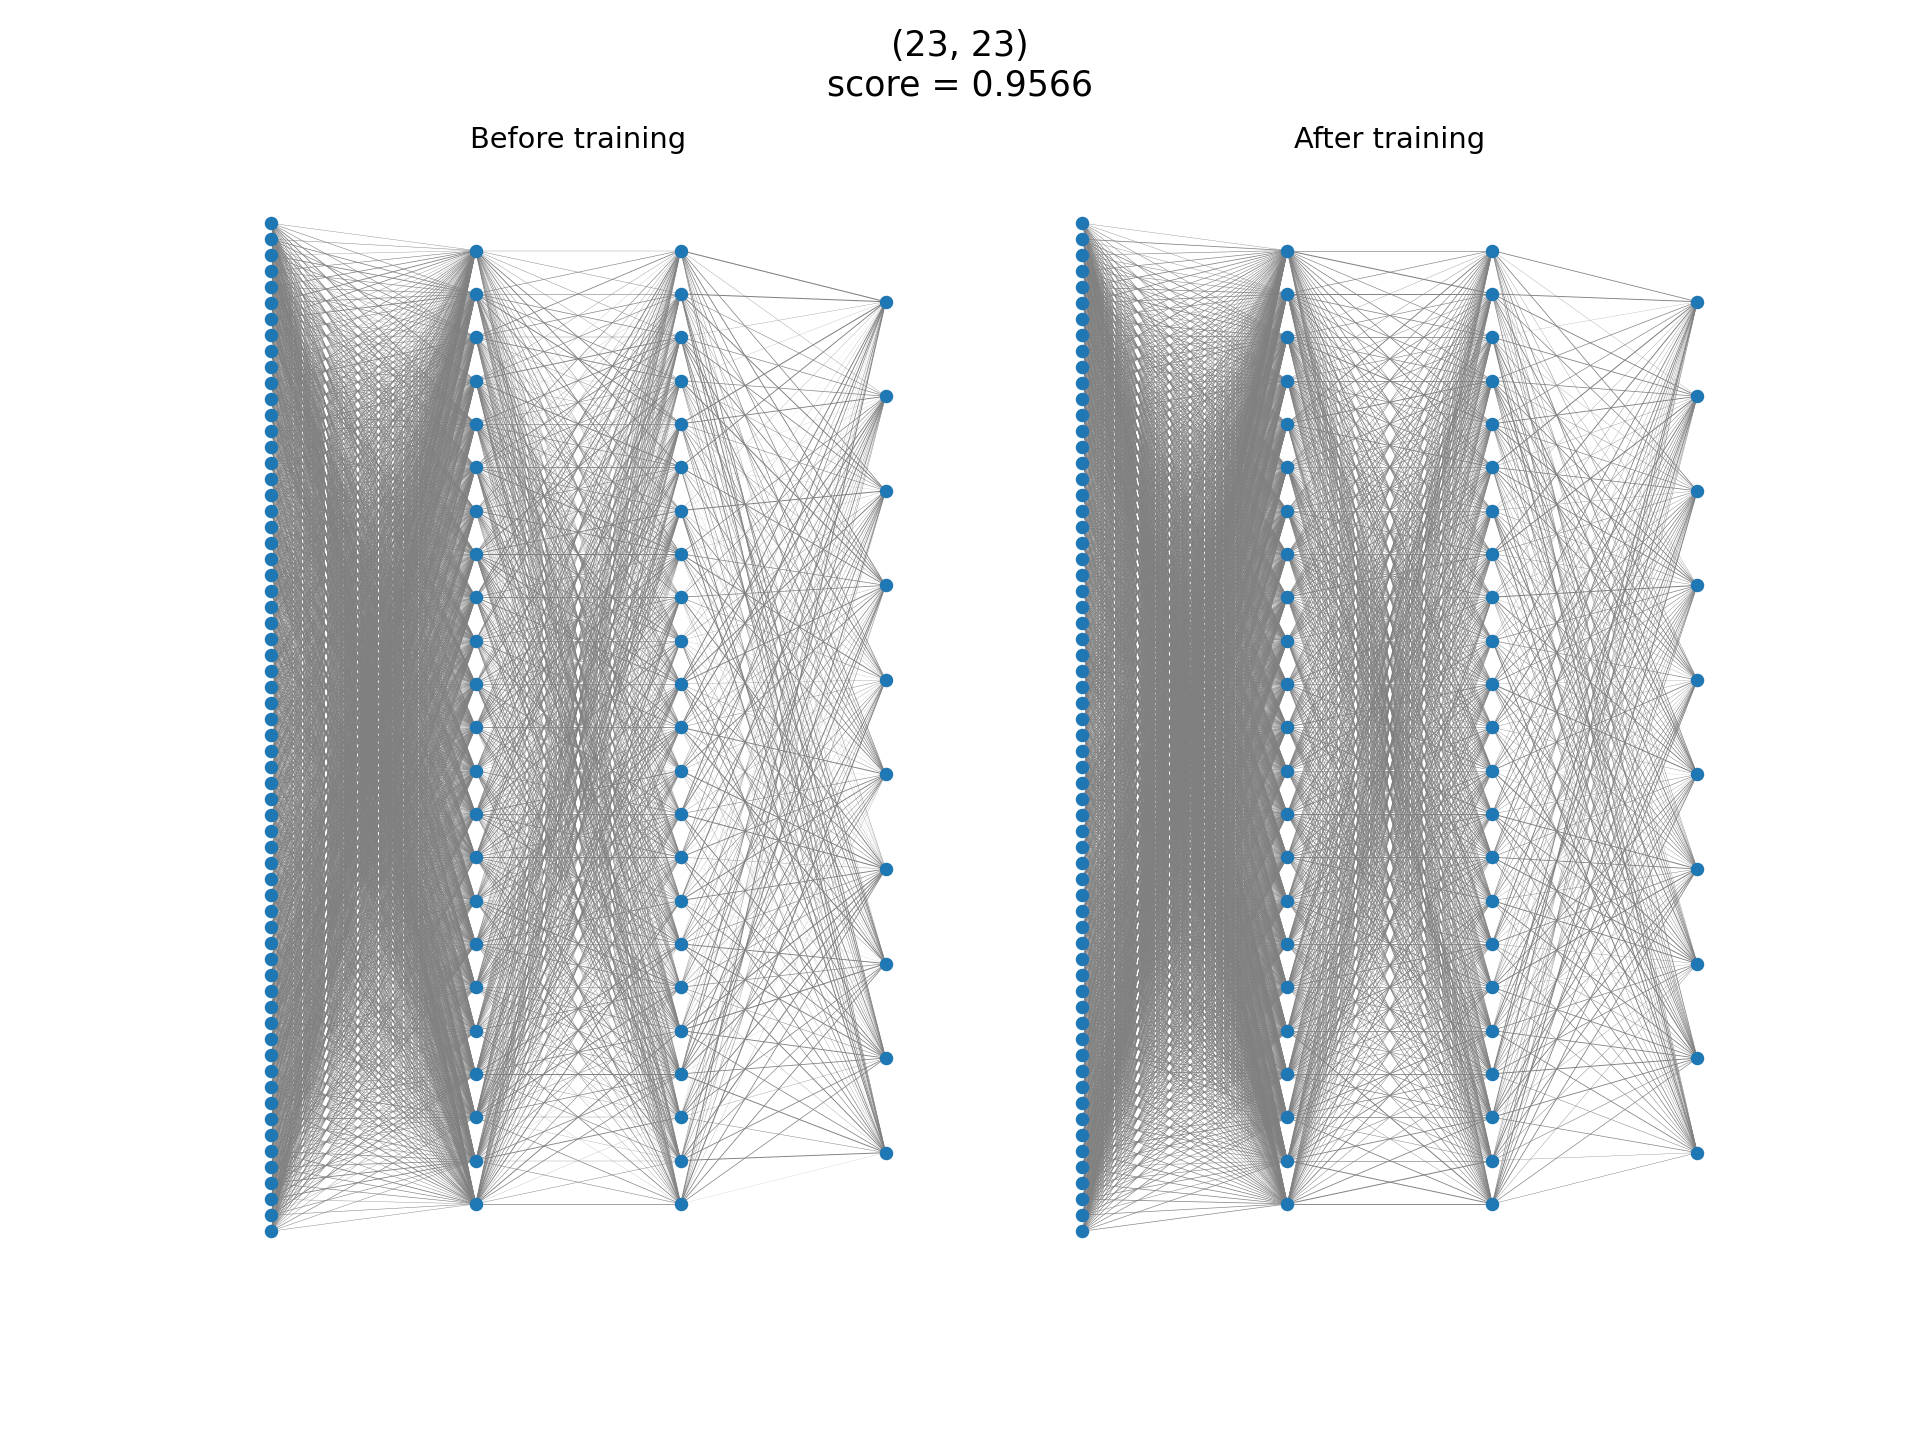 (23, 23)
score = 0.9566
Before training
After training